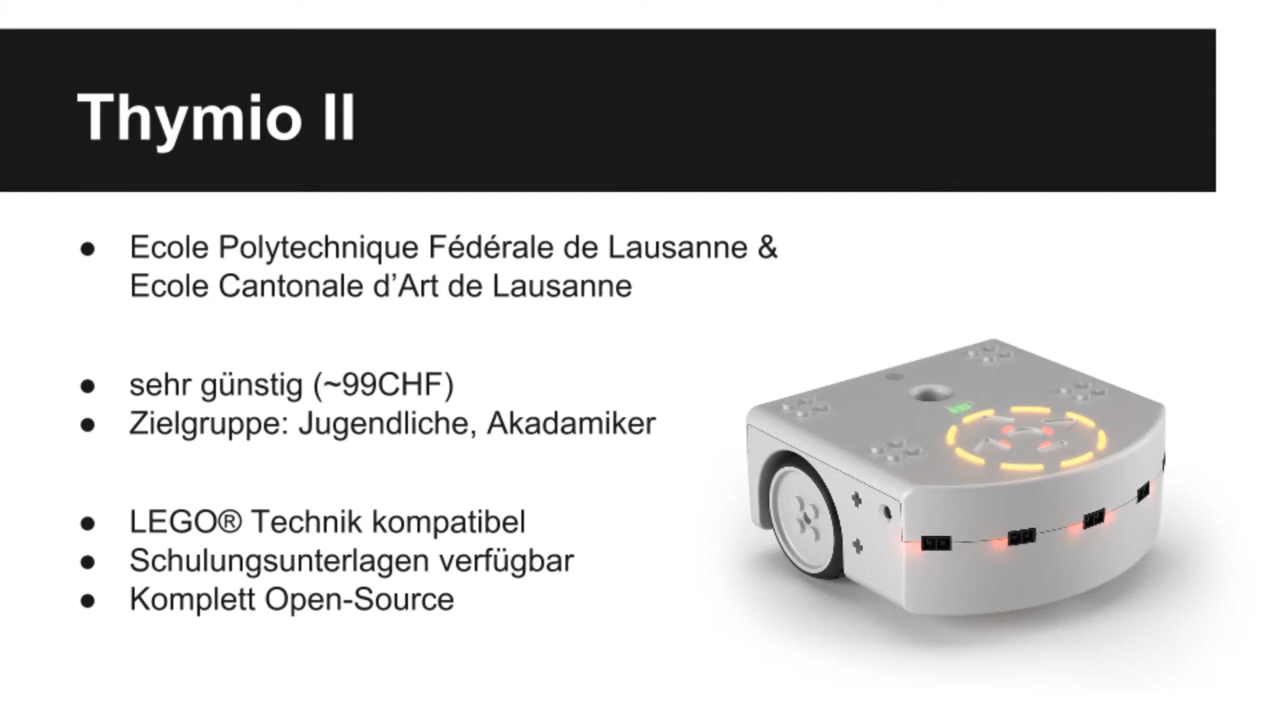 Thymio II
● Ecole Polytechnique Fédérale de Lausanne &
Ecole Cantonale d’Art de Lausanne
● sehr günstig (~99CHF)
● Zielgruppe: Jugendliche, Akadamiker
● LEGO® Technik kompatibel
● Schulungsunterlagen verfügbar
● Komplett Open-Source